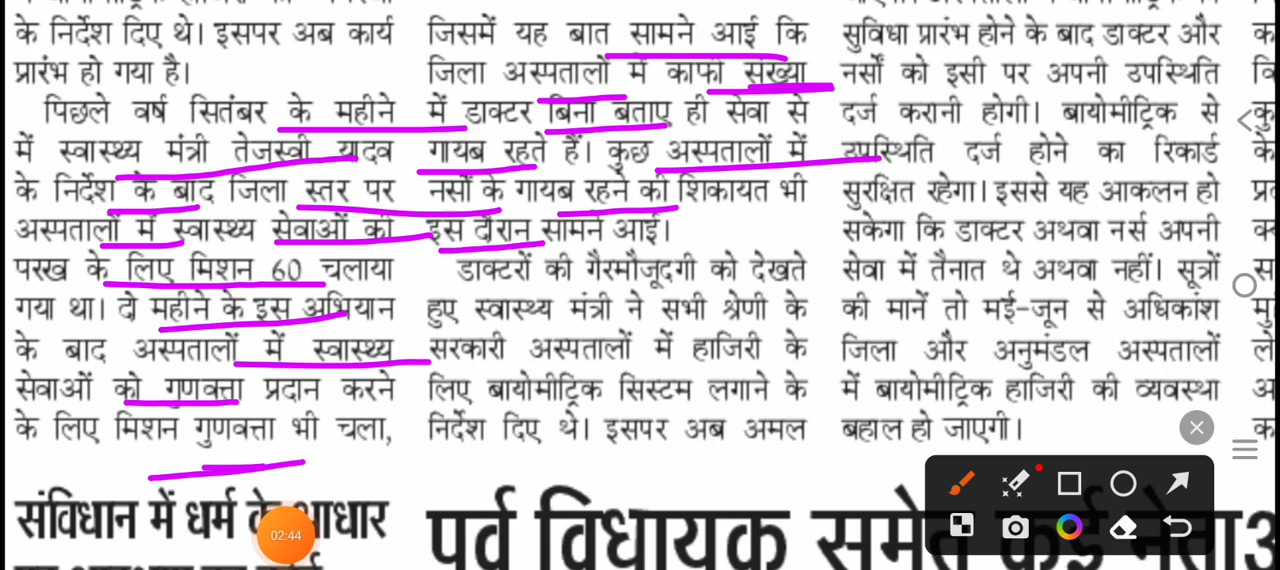 के निर्देश दिए थे। इसपर अब कार्य
प्रारंभ हो गया है।
पिछले वर्ष सितंबर के महीने
में स्वास्थ्य मंत्री तेजस्वी यादव
के निर्देश के बाद जिला स्तर पर
अस्पतालों में स्वास्थ्य सेवाओं की
परख के लिए मिशन 60 चलाया
गया था। दो महीने के इस अभियान
के बाद अस्पतालों में स्वास्थ्य
सेवाओं को गुणवत्ता प्रदान करने
के लिए मिशन गुणवत्ता भी चला,
जिसमें यह बात सामने आई कि
जिला अस्पतालों में काफी संख्या
में डाक्टर बिना बताए ही सेवा से
गायब रहते हैं। कुछ अस्पतालों में
नर्सों के गायब रहने की शिकायत भी
इस दौरान सामने आई।
डाक्टरों की गैरमौजूदगी को देखते
हुए स्वास्थ्य मंत्री ने सभी श्रेणी के
सरकारी अस्पतालों में हाजिरी के
लिए बायोमीट्रिक सिस्टम लगाने के
निर्देश दिए थे। इसपर अब अमल
सुविधा प्रारंभ होने के बाद डाक्टर और
नर्सों को इसी पर अपनी उपस्थिति
दर्ज करानी होगी। बायोमीट्रिक से
उपस्थिति दर्ज होने का रिकार्ड
सुरक्षित रहेगा। इससे यह आकलन हो
सकेगा कि डाक्टर अथवा नर्स अपनी
सेवा में तैनात थे अथवा नहीं। सूत्रों
की मानें तो मई-जून से अधिकांश
जिला और अनुमंडल अस्पतालों
में बायोमीट्रिक हाजिरी की व्यवस्था
बहाल हो जाएगी।
संविधान में धर्म के आधार
पूर्व विधायक समेत कई नेताओं
02:44